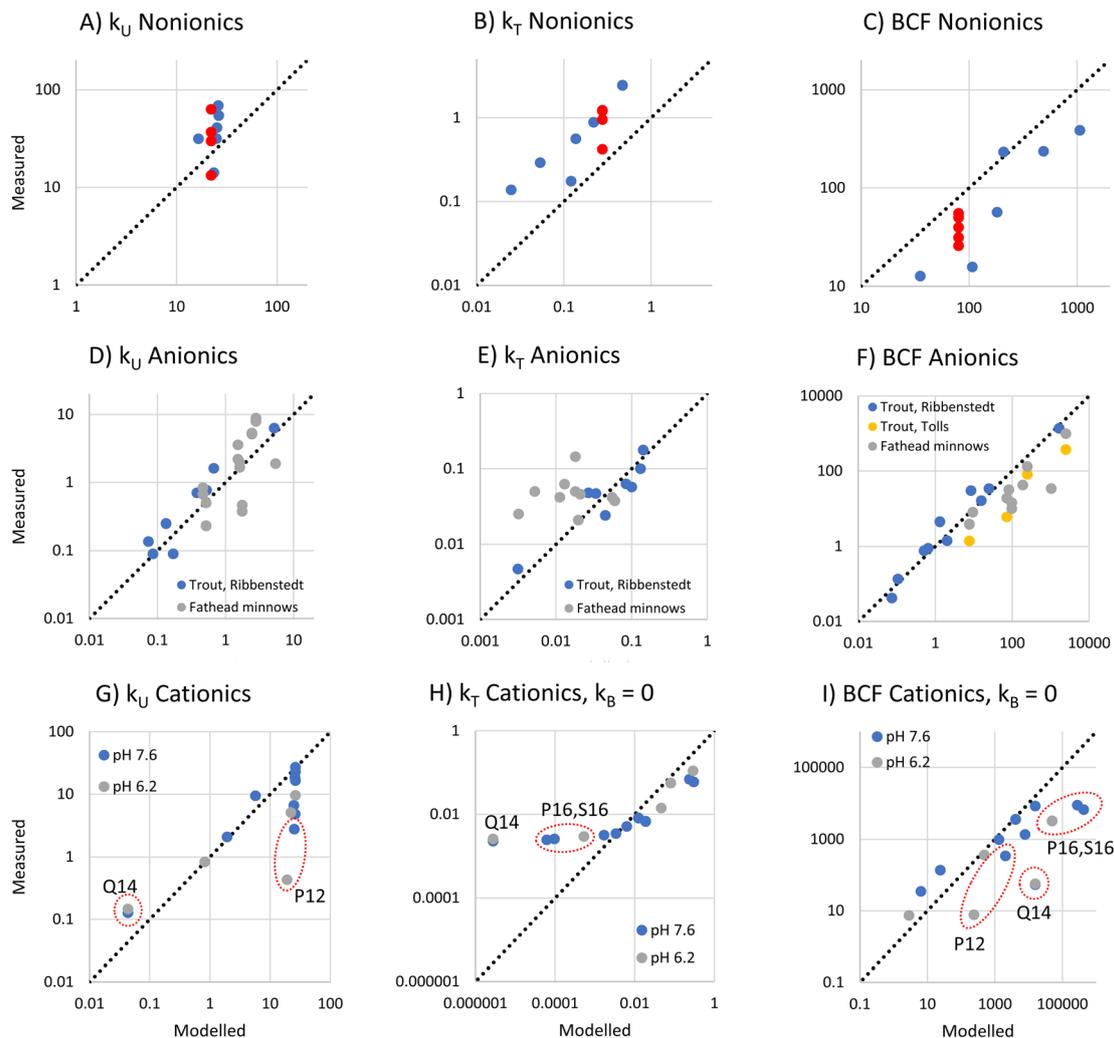 A) kU Nonionics
B) kT Nonionics
C) BCF Nonionics
Measured
100
10
1
1
10
100
1
0.1
0.01
0.01
0.1
1
1000
100
10
10
100
1000
D) kU Anionics
E) kT Anionics
F) BCF Anionics
Measured
10
1
0.1
0.01
0.01
0.1
1
10
Trout, Ribbenstedt
Fathead minnows
1
0.1
0.01
0.001
0.001
0.01
0.1
1
Trout, Ribbenstedt
Fathead minnows
10000
100
1
0.01
0.01
1
100
10000
Trout, Ribbenstedt
Trout, Tolls
Fathead minnows
G) kU Cationics
H) kT Cationics, kB = 0
I) BCF Cationics, kB = 0
Measured
100
10
1
0.1
0.01
0.01
0.1
1
10
100
pH 7.6
pH 6.2
Q14
P12
Modelled
1
0.01
0.0001
0.000001
0.000001
0.0001
0.01
1
Q14
P16,S16
pH 7.6
pH 6.2
Modelled
100000
1000
10
0.1
0.1
10
1000
100000
pH 7.6
pH 6.2
P16,S16
Q14
P12
Modelled